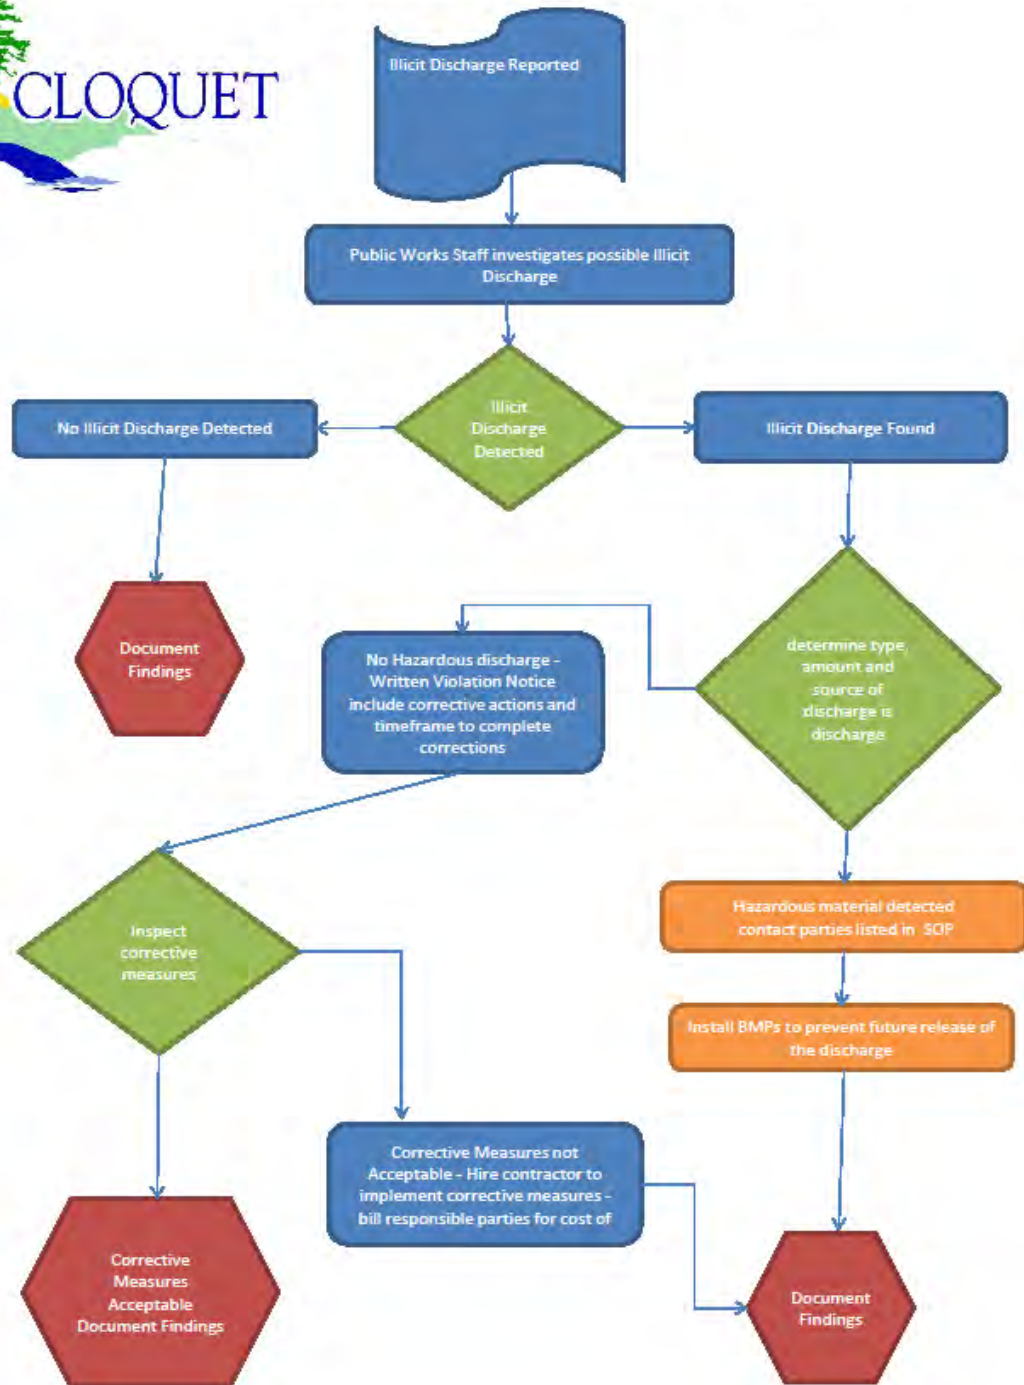 CLOQUET
Illicit Discharge Reported
Public Works Staff investigates possible Illicit
Discharge
Illicit
Discharge
Detected
No Illicit Discharge Detected
Illicit Discharge Found
Document
Findings
No Hazardous discharge -
Written Violation Notice
include corrective actions and
timeframe to complete
corrections
determine type,
amount and
source of
discharge is
discharge
Inspect
corrective
measures
Hazardous material detected
contact parties listed in SOP
Install BMPs to prevent future release of
the discharge
Corrective Measures not
Acceptable - Hire contractor to
implement corrective measures -
bill responsible parties for cost of
Corrective
Measures
Acceptable
Document Findings
Document
Findings